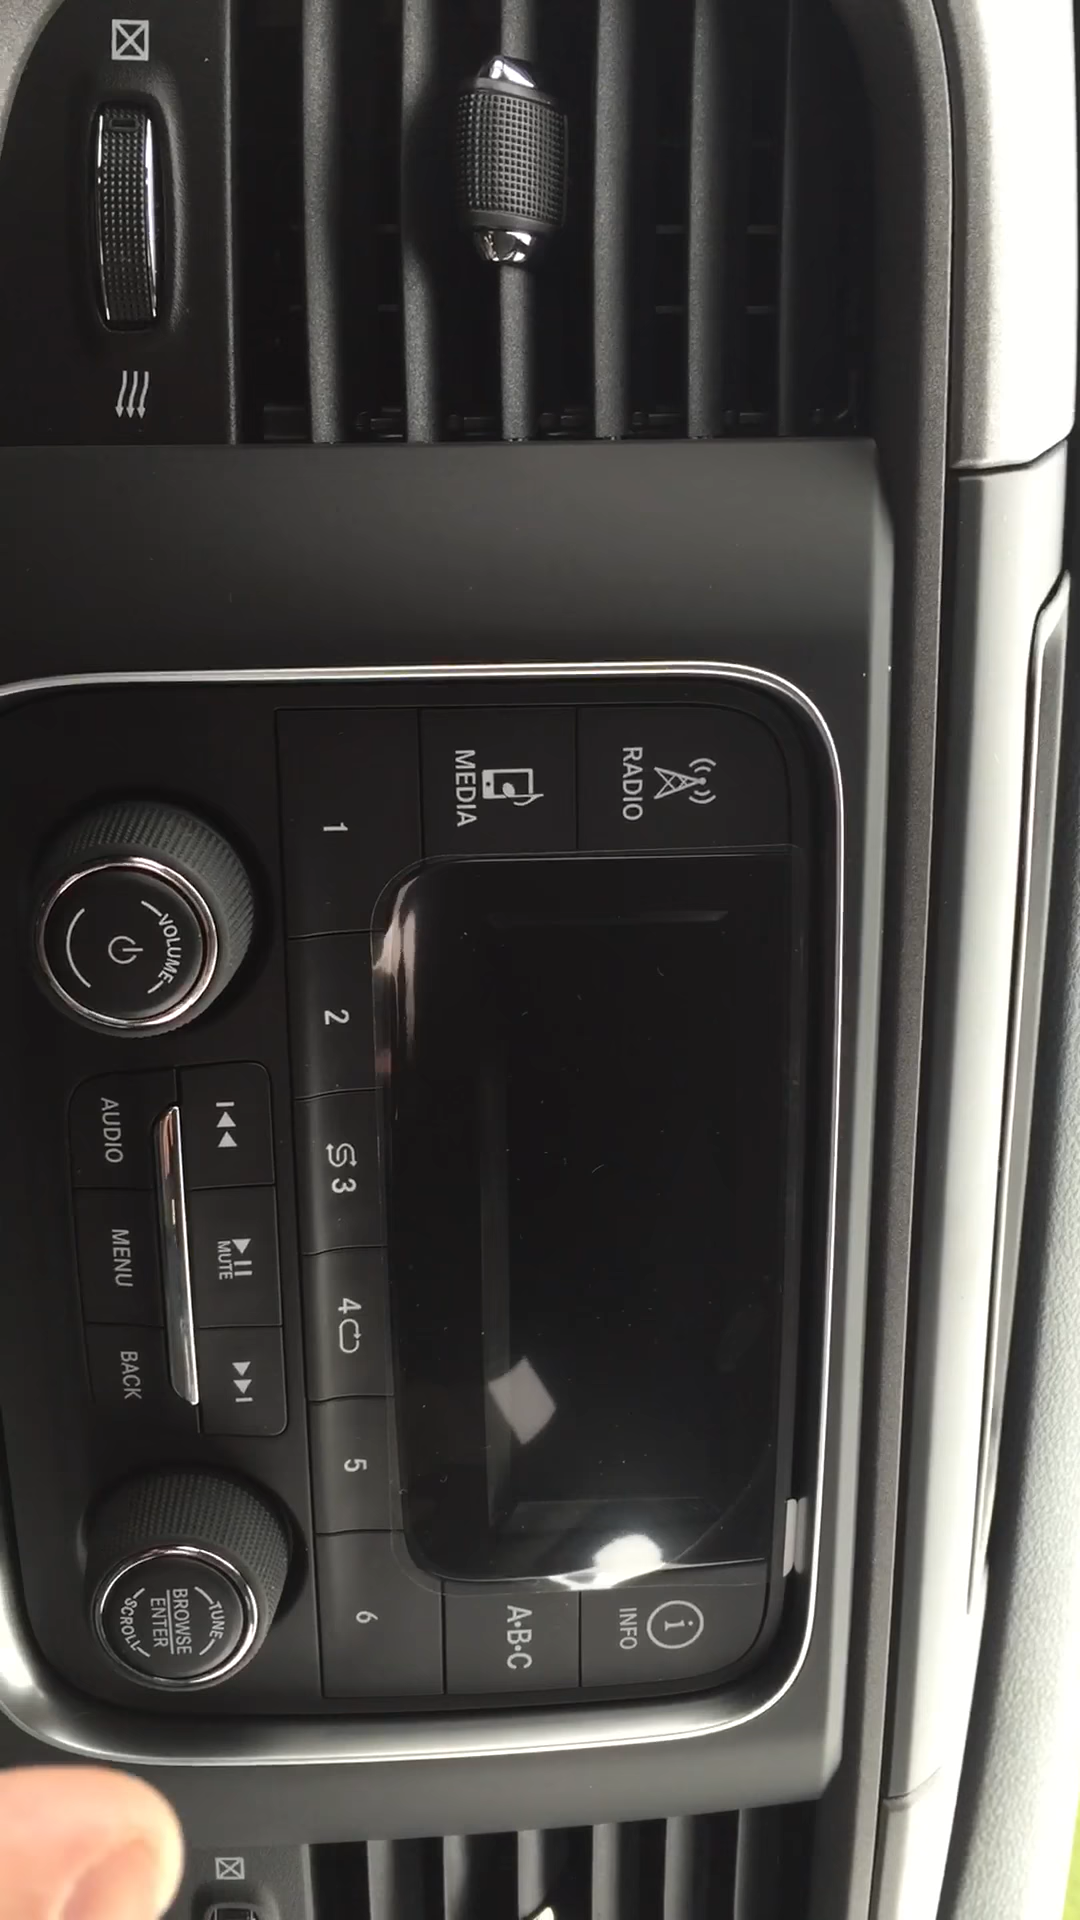 RADIO
MEDIA
INFO
A•B•C
1
2
3
4
5
6
VOLUME
MUTE
AUDIO
MENU
BACK
TUNE
BROWSE
ENTER
SCROLL